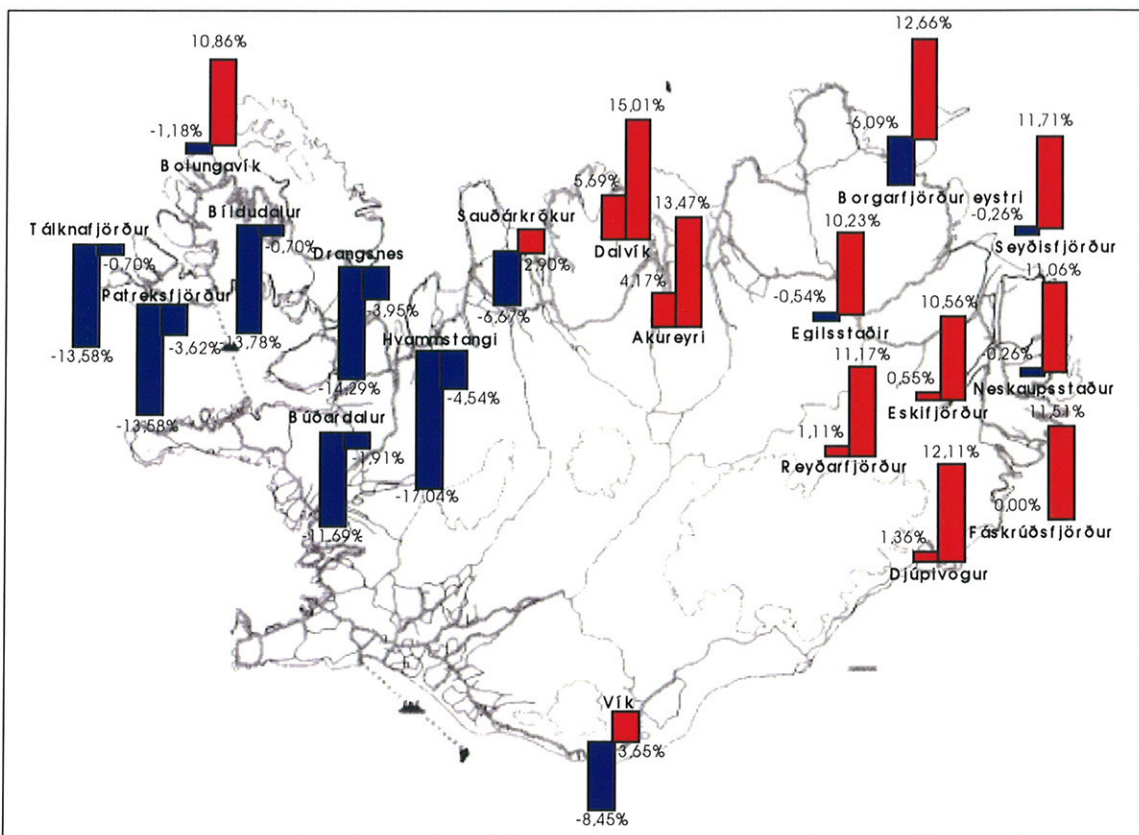 12,66%
10,86%
15,01%
-1,18%
-6,09%
11,71%
Bolungavík
5,69%
Borgarfjörður eystri
13,47%
Bíldudalur
Sauðárkrókur
-0,26%
Tálknafjörður
10,23%
Seyðisfjörður
-0,70%
Drangsnes
Dalvík
-0,70%
2,90%
11,06%
4,17%
Patreksfjörður
-0,54%
10,56%
-3,95%
-6,67%
Egilsstaðir
Akureyri
-3,62%
-13,78%
Hvammstangi
-13,58%
11,17%
0,26%
0,55%
Neskaupsstaður
-14,29%
-4,54%
Eskifjörður
Búðardalur
-13,58%
11,51%
1,11%
-1,91%
12,11%
Reyðarfjörður
-17,04%
0,00%
Fáskrúðsfjörður
-11,69%
1,36%
Djúpivogur
Vík
3,65%
-8,45%